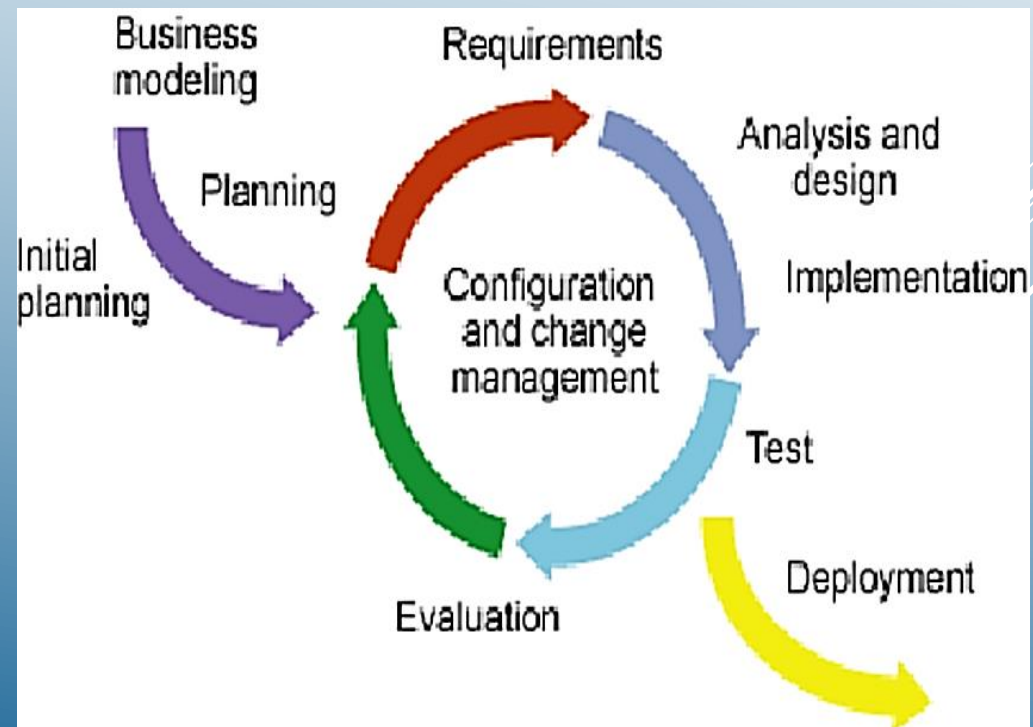 Business
modeling
Requirements
Planning
Analysis and
design
Initial
planning
Configuration
and change
management
Implementation
Test
Evaluation
Deployment